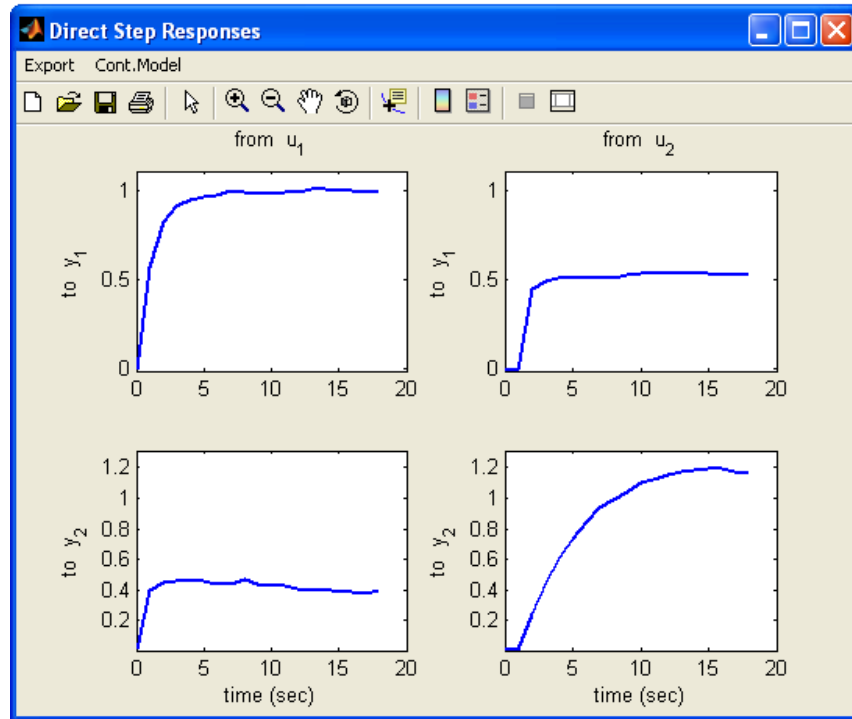 Direct Step Responses
Export Cont.Model
from u1 from u2
to y1
1
0.5
0
0 5 10 15 20
to y1
1
0.5
0
0 5 10 15 20
to y2
1.2
1
0.8
0.6
0.4
0.2
0 5 10 15 20
time (sec)
to y2
1.2
1
0.8
0.6
0.4
0.2
0 5 10 15 20
time (sec)